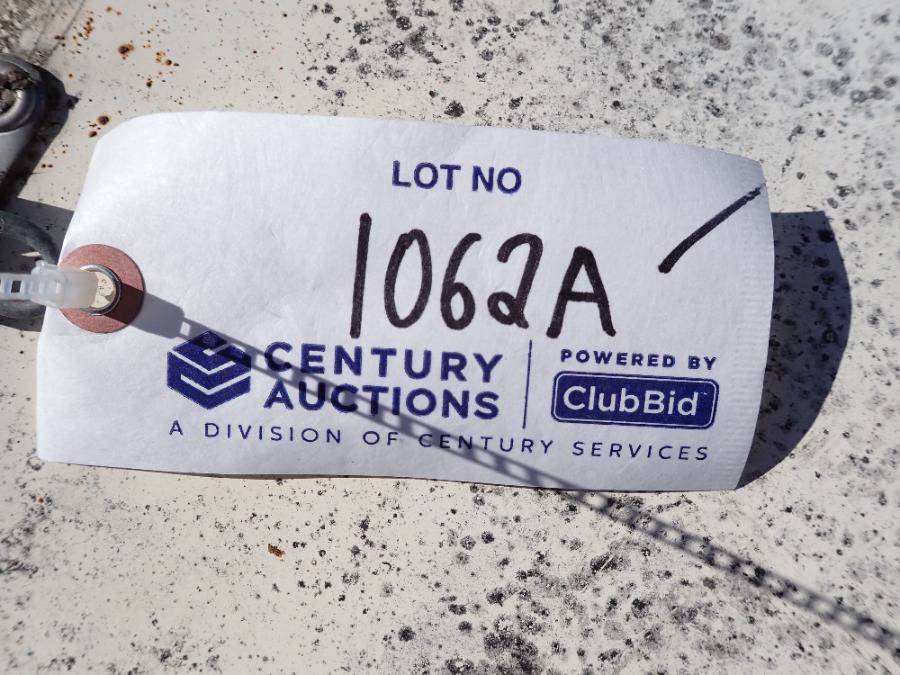 LOT NO
1062A
CENTURY
AUCTIONS
A DIVISION OF CENTURY SERVICES
POWERED BY
ClubBid